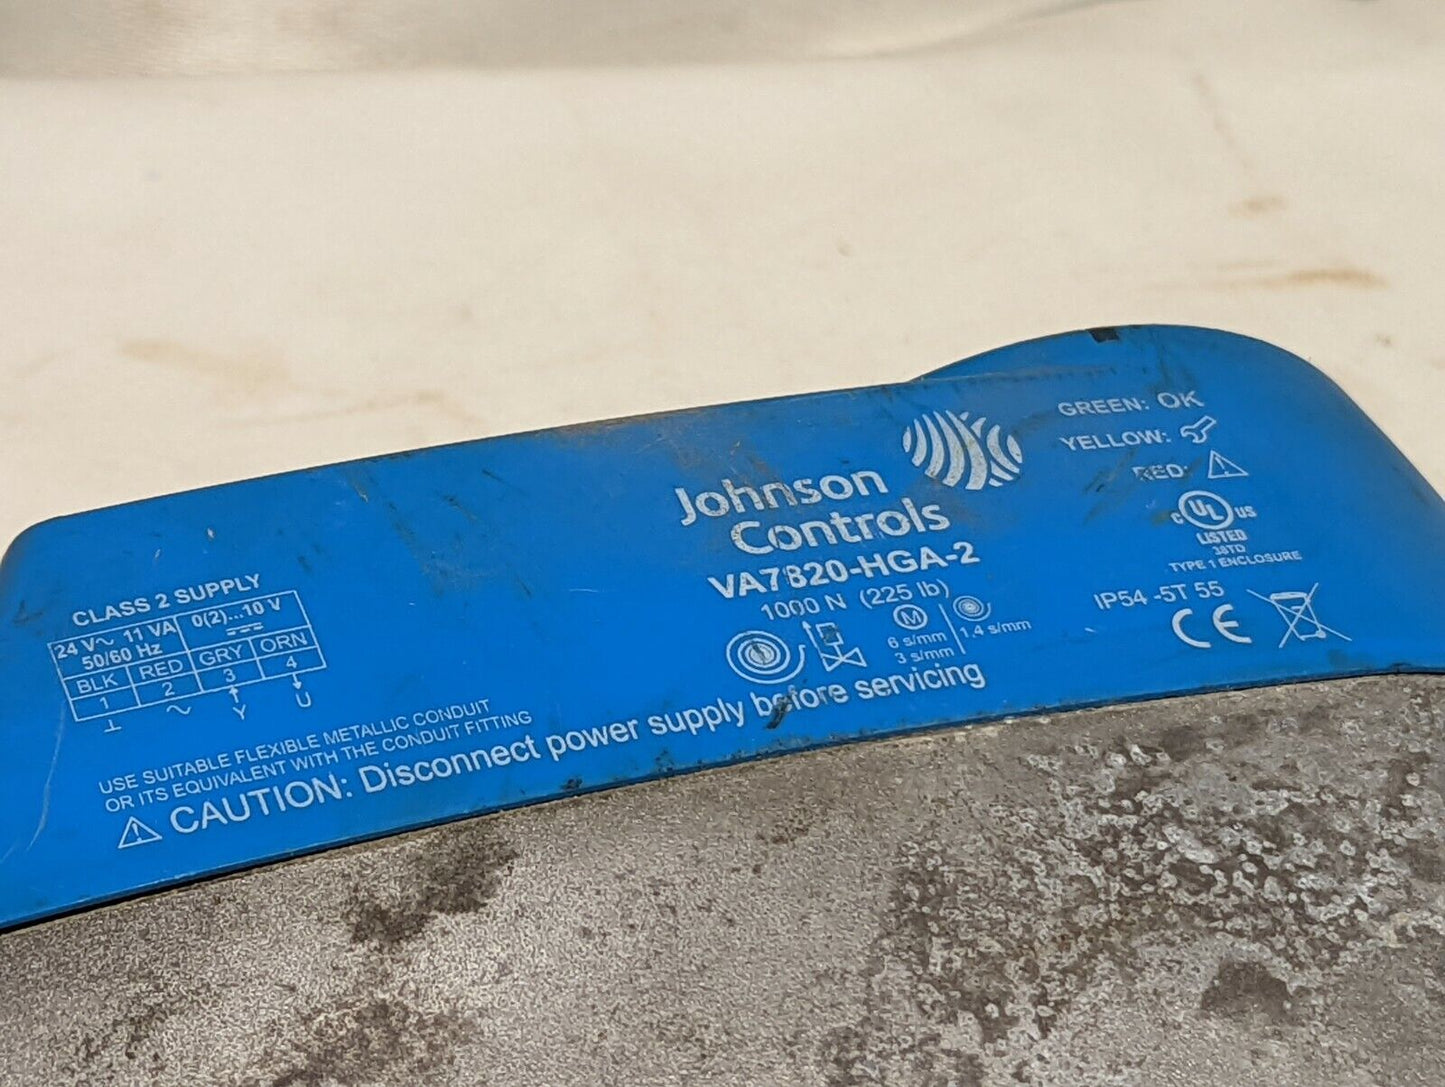 CLASS 2 SUPPLY
24 V~ 11 VA 0(2)...10 V
50/60 Hz
BLK RED GRY ORN
1 2 3 4
⊥ ~ Y U
USE SUITABLE FLEXIBLE METALLIC CONDUIT
OR ITS EQUIVALENT WITH THE CONDUIT FITTING
CAUTION: Disconnect power supply before servicing
Johnson
Controls
VA7820-HGA-2
1000 N (225 lb)
M
6 s/mm
3 s/mm
1.4 s/mm
GREEN: OK
YELLOW:
RED:
C UL US
LISTED
38TD
TYPE 1 ENCLOSURE
IP54 -5T 55
CE